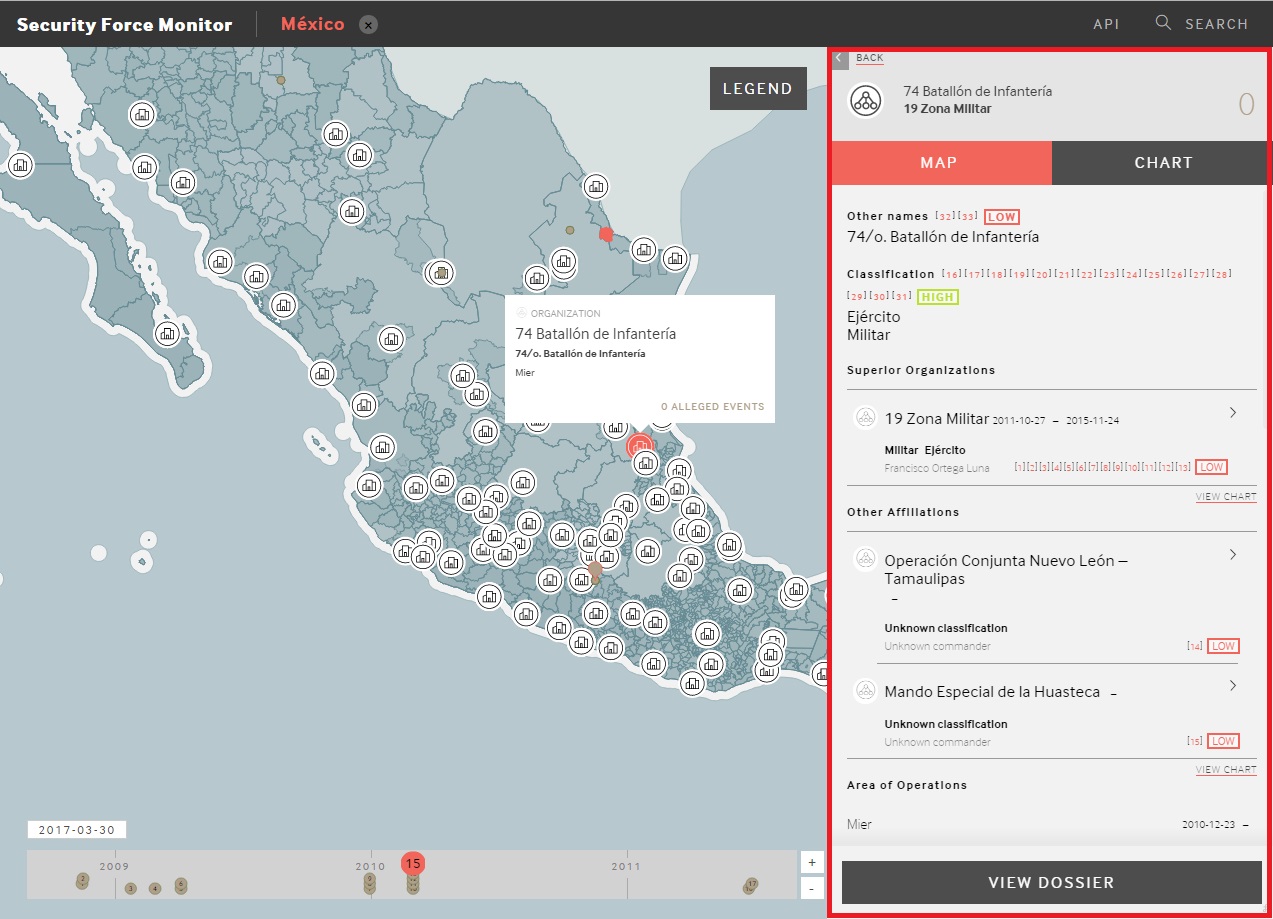 Security Force Monitor
México
API
SEARCH
LEGEND
ORGANIZATION
74 Batallón de Infantería
74/o. Batallón de Infantería
Mier
0 ALLEGED EVENTS
2017-03-30
2009
2010
15
2011
+
-
2
3
4
6
17
BACK
74 Batallón de Infantería
19 Zona Militar
0
MAP
CHART
Other names [32][33] LOW
74/o. Batallón de Infantería
Classification [16][17][18][19][20][21][22][23][24][25][26][27][28]
[29][30][31] HIGH
Ejército
Militar
Superior Organizations
19 Zona Militar 2011-10-27 – 2015-11-24
Militar Ejército
Francisco Ortega Luna [1][2][3][4][5][6][7][8][9][10][11][12][13] LOW
VIEW CHART
Other Affiliations
Operación Conjunta Nuevo León –
Tamaulipas
–
Unknown classification
Unknown commander [14] LOW
Mando Especial de la Huasteca –
Unknown classification
Unknown commander [15] LOW
VIEW CHART
Area of Operations
Mier 2010-12-23 –
VIEW DOSSIER